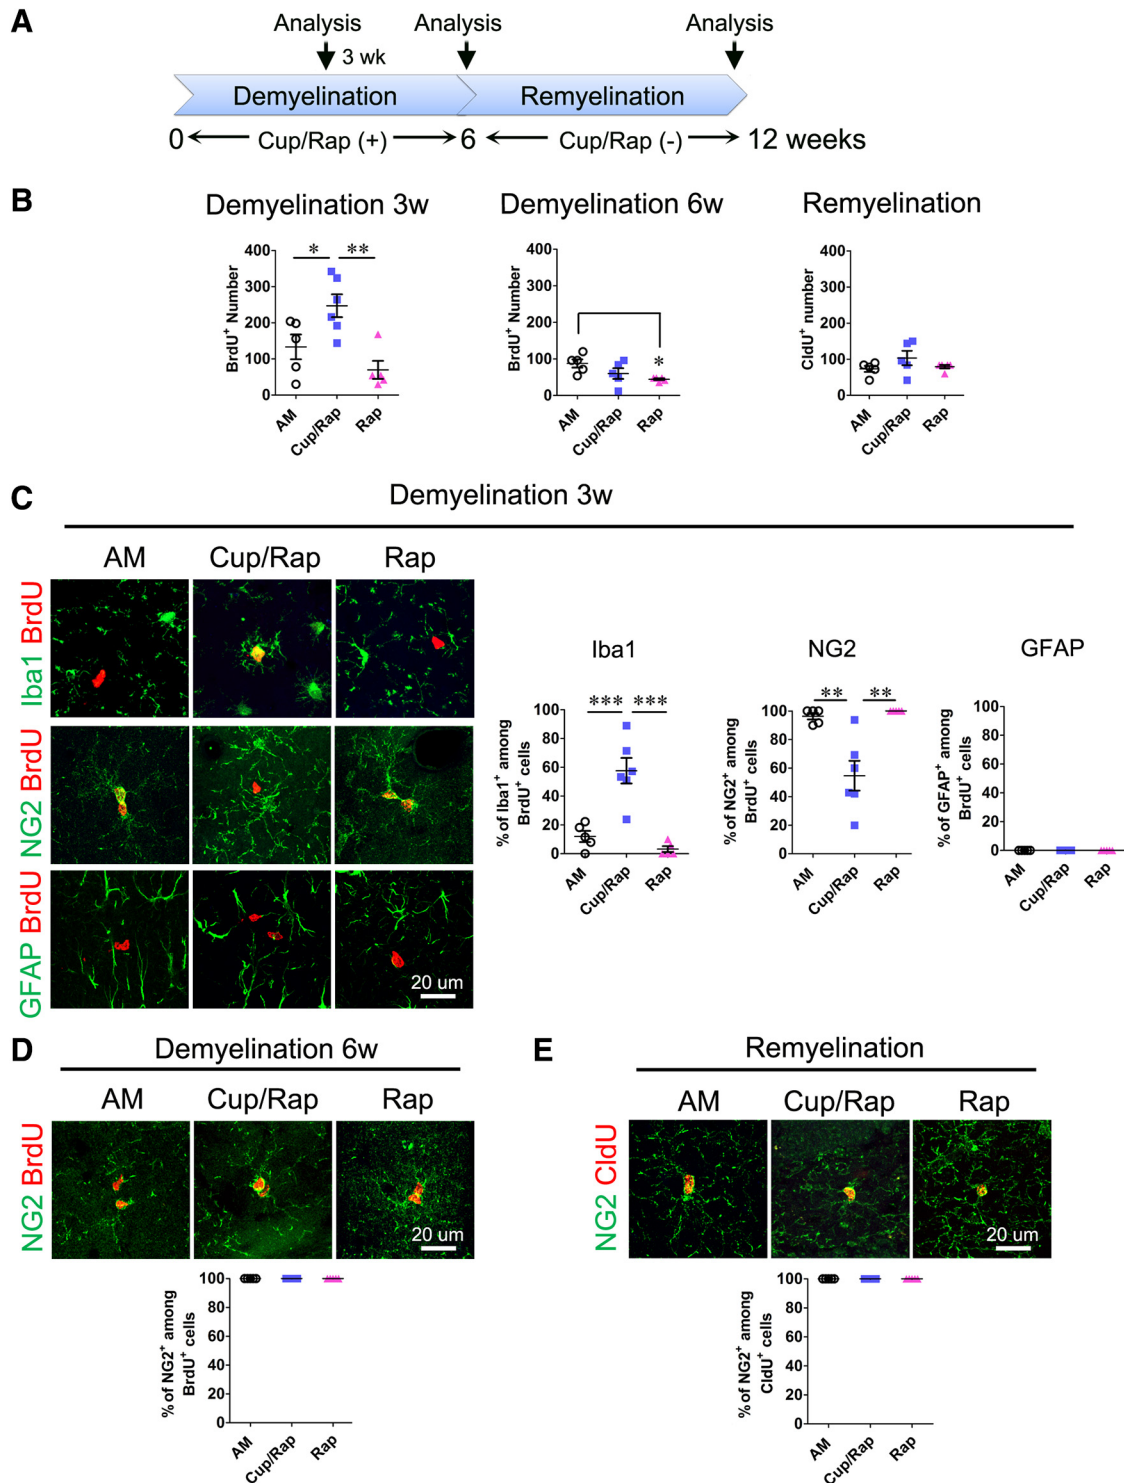 A
Analysis Analysis Analysis
3 wk
Demyelination Remyelination
0 Cup/Rap (+) 6 Cup/Rap (-) 12 weeks
B
Demyelination 3w Demyelination 6w Remyelination
BrdU⁺ Number
400
300
200
100
0
* **
AM Cup/Rap Rap
BrdU⁺ Number
400
300
200
100
0
*
AM Cup/Rap Rap
CldU⁺ number
400
300
200
100
0
AM Cup/Rap Rap
C
Demyelination 3w
AM Cup/Rap Rap
Iba1 BrdU
NG2 BrdU
GFAP BrdU
20 um
Iba1
% of Iba1⁺ among
BrdU⁺ cells
100
80
60
40
20
0
*** ***
AM Cup/Rap Rap
NG2
% of NG2⁺ among
BrdU⁺ cells
100
80
60
40
20
0
** **
AM Cup/Rap Rap
GFAP
% of GFAP⁺ among
BrdU⁺ cells
100
80
60
40
20
0
AM Cup/Rap Rap
D
Demyelination 6w
AM Cup/Rap Rap
NG2 BrdU
20 um
% of NG2⁺ among
BrdU⁺ cells
100
80
60
40
20
0
AM Cup/Rap Rap
E
Remyelination
AM Cup/Rap Rap
NG2 CldU
20 um
% of NG2⁺ among
CldU⁺ cells
100
80
60
40
20
0
AM Cup/Rap Rap